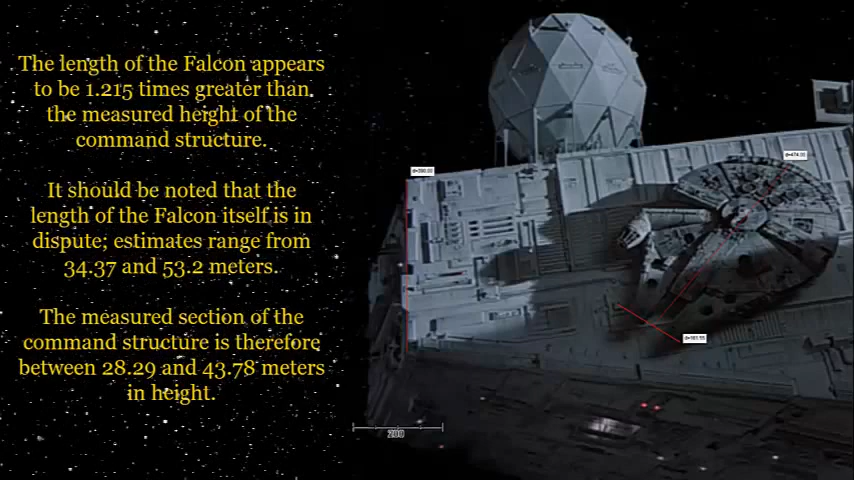 The length of the Falcon appears
to be 1.215 times greater than
the measured height of the
command structure.
It should be noted that the
length of the Falcon itself is in
dispute; estimates range from
34.37 and 53.2 meters.
The measured section of the
command structure is therefore
between 28.29 and 43.78 meters
in height.
200